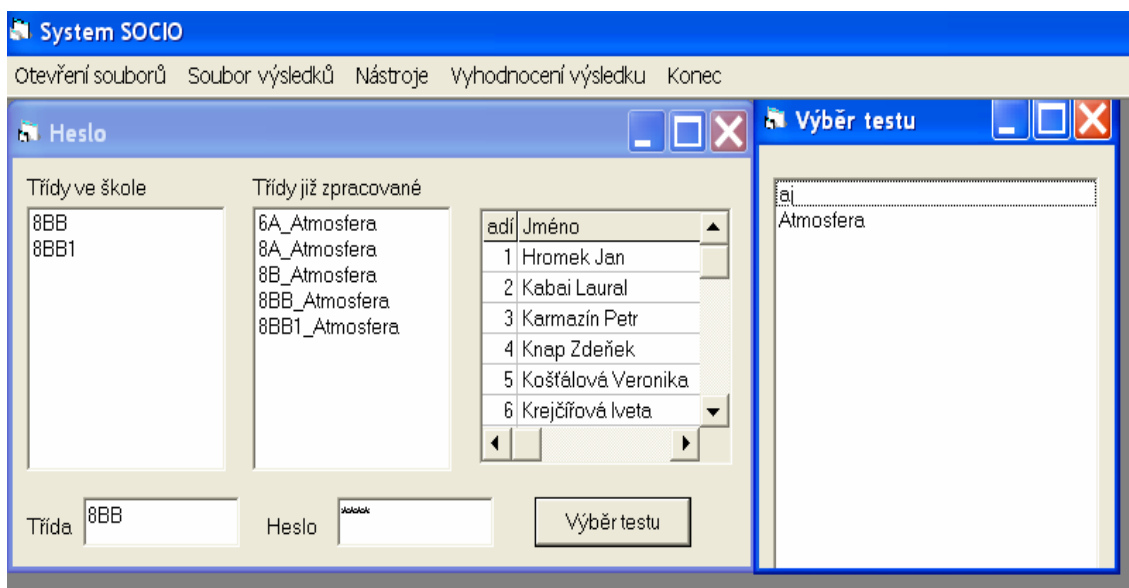 System SOCIO
Otevření souborů Soubor výsledků Nástroje Vyhodnocení výsledku Konec
Heslo
Třídy ve škole
8BB
8BB1
Třídy již zpracované
6A_Atmosfera
8A_Atmosfera
8B_Atmosfera
8BB_Atmosfera
8BB1_Atmosfera
adí Jméno
1 Hromek Jan
2 Kabai Laural
3 Karmazín Petr
4 Knap Zdeňek
5 Košťálová Veronika
6 Krejčířová Iveta
Třída 8BB Heslo **** Výběr testu
Výběr testu
aj
Atmosfera